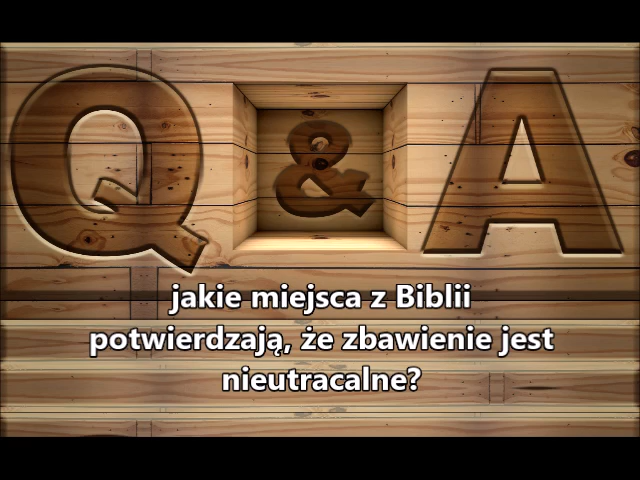 Q & A
jakie miejsca z Biblii
potwierdzają, że zbawienie jest
nieutracalne?